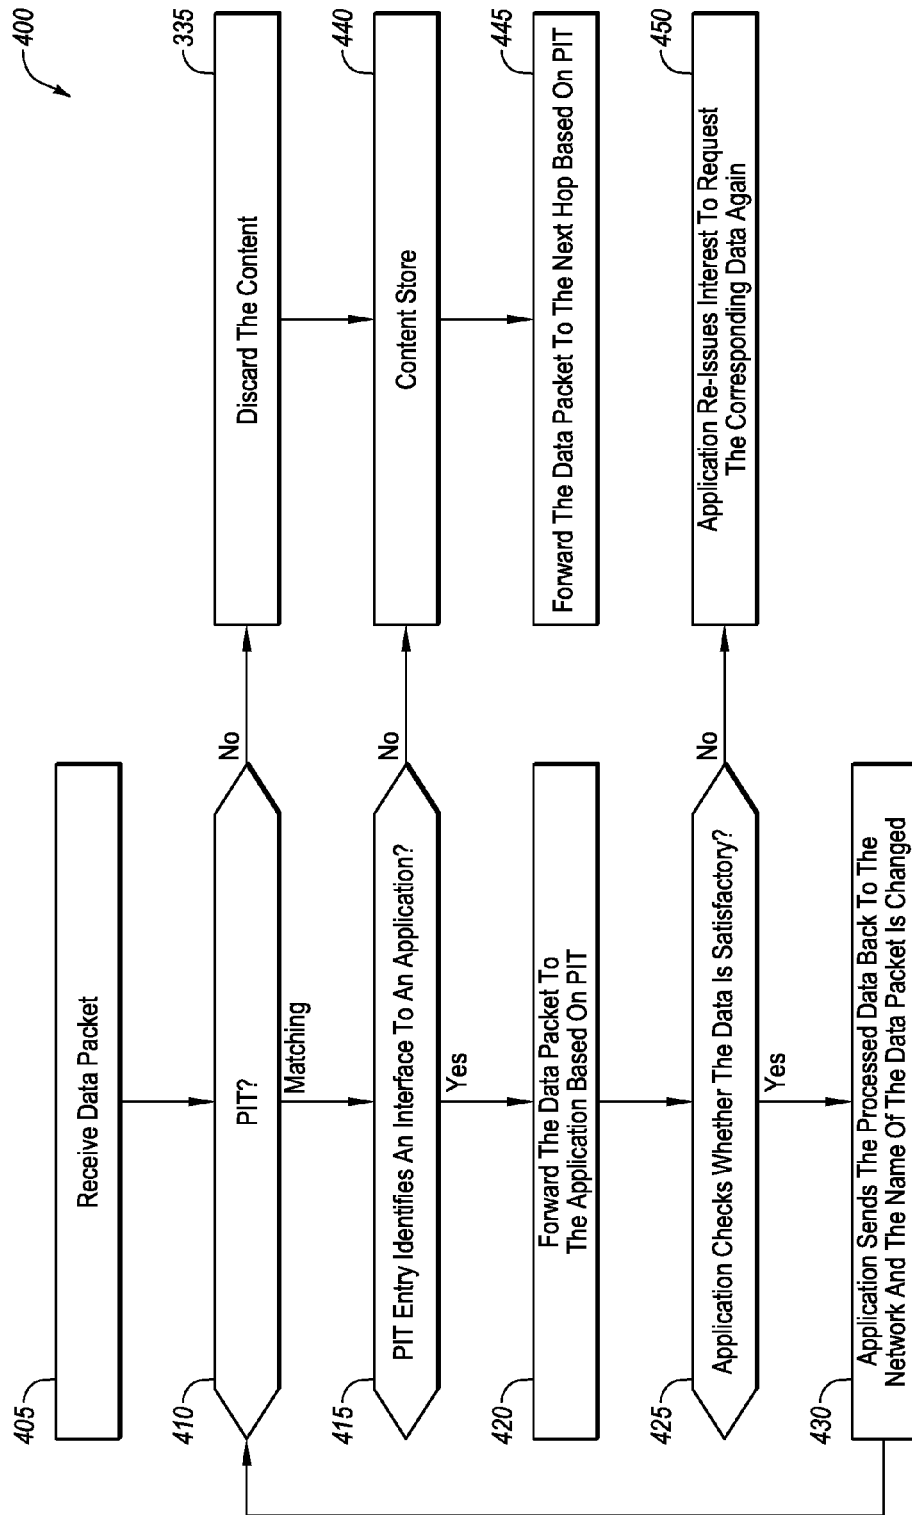 400
405
Receive Data Packet
410
PIT?
No
Matching
335
Discard The Content
415
PIT Entry Identifies An Interface To An Application?
No
Yes
440
Content Store
420
Forward The Data Packet To
The Application Based On PIT
445
Forward The Data Packet To The Next Hop Based On PIT
425
Application Checks Whether The Data Is Satisfactory?
No
Yes
450
Application Re-Issues Interest To Request
The Corresponding Data Again
430
Application Sends The Processed Data Back To The
Network And The Name Of The Data Packet Is Changed